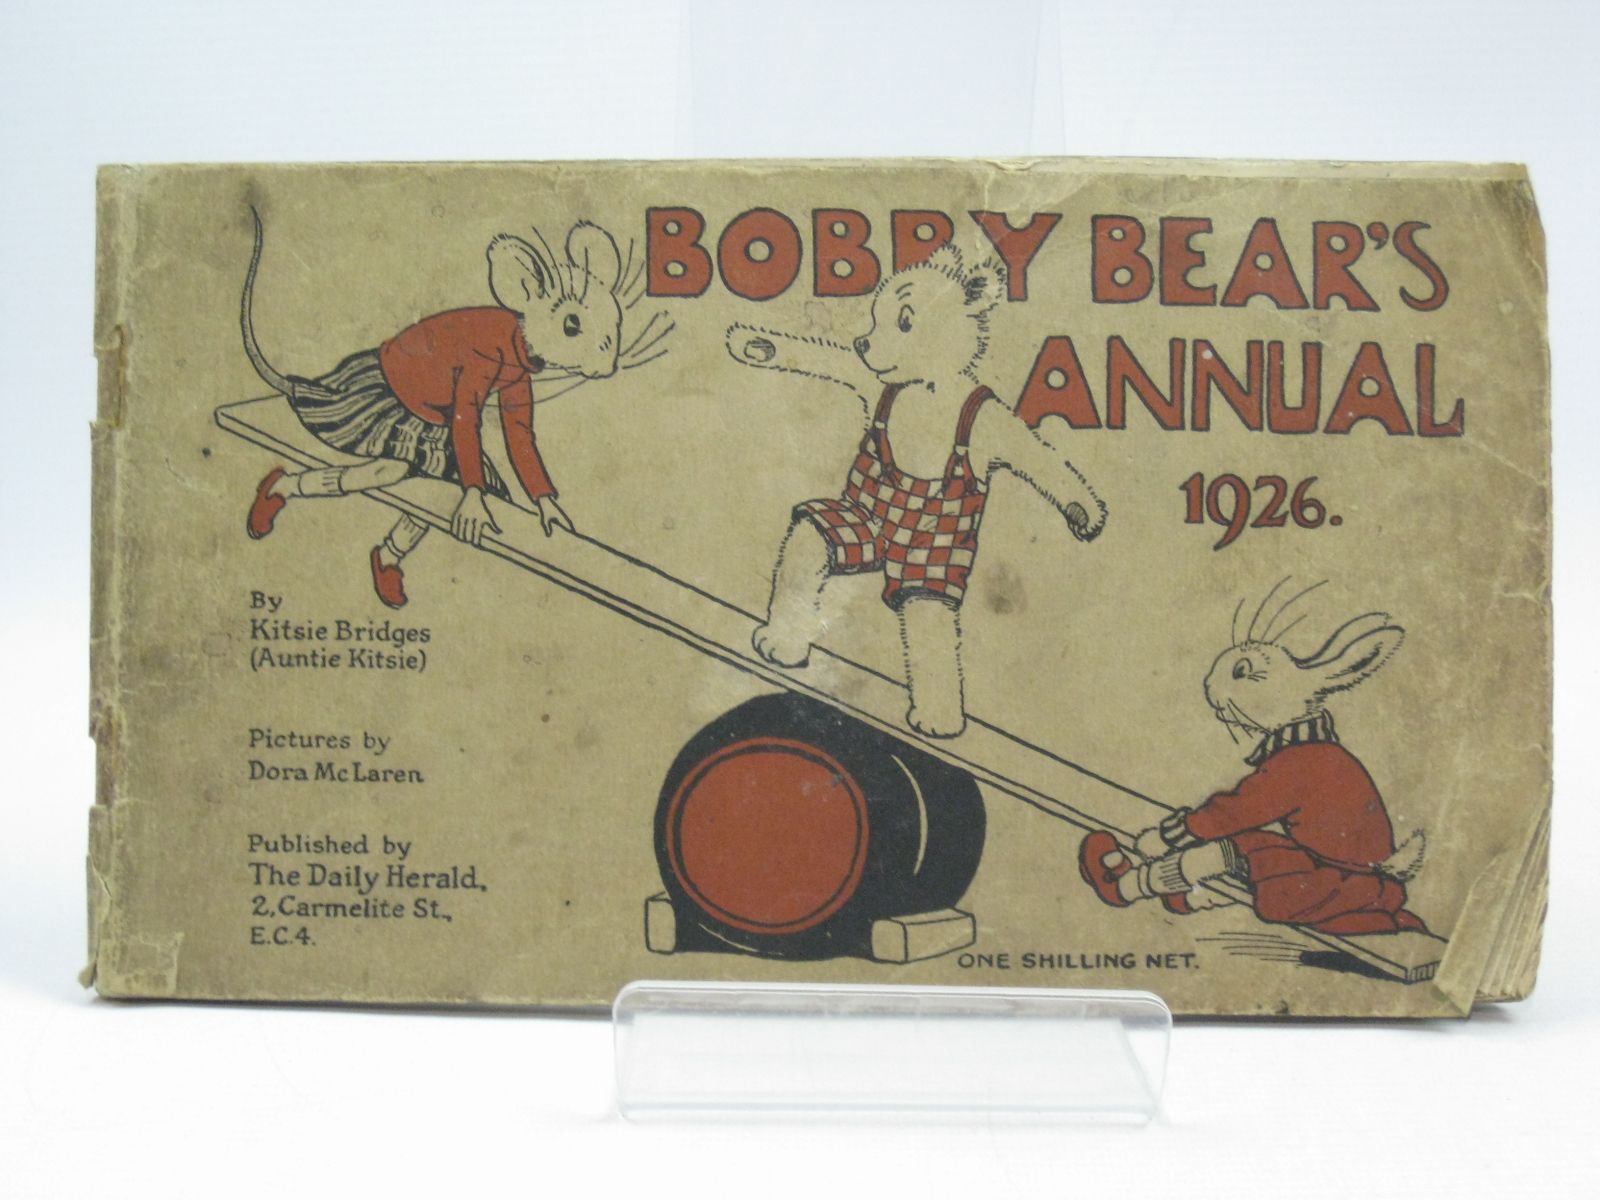 BOBBY BEAR'S
ANNUAL
1926.
By
Kitsie Bridges
(Auntie Kitsie)
Pictures by
Dora McLaren
Published by
The Daily Herald,
2, Carmelite St.,
E.C.4.
ONE SHILLING NET.